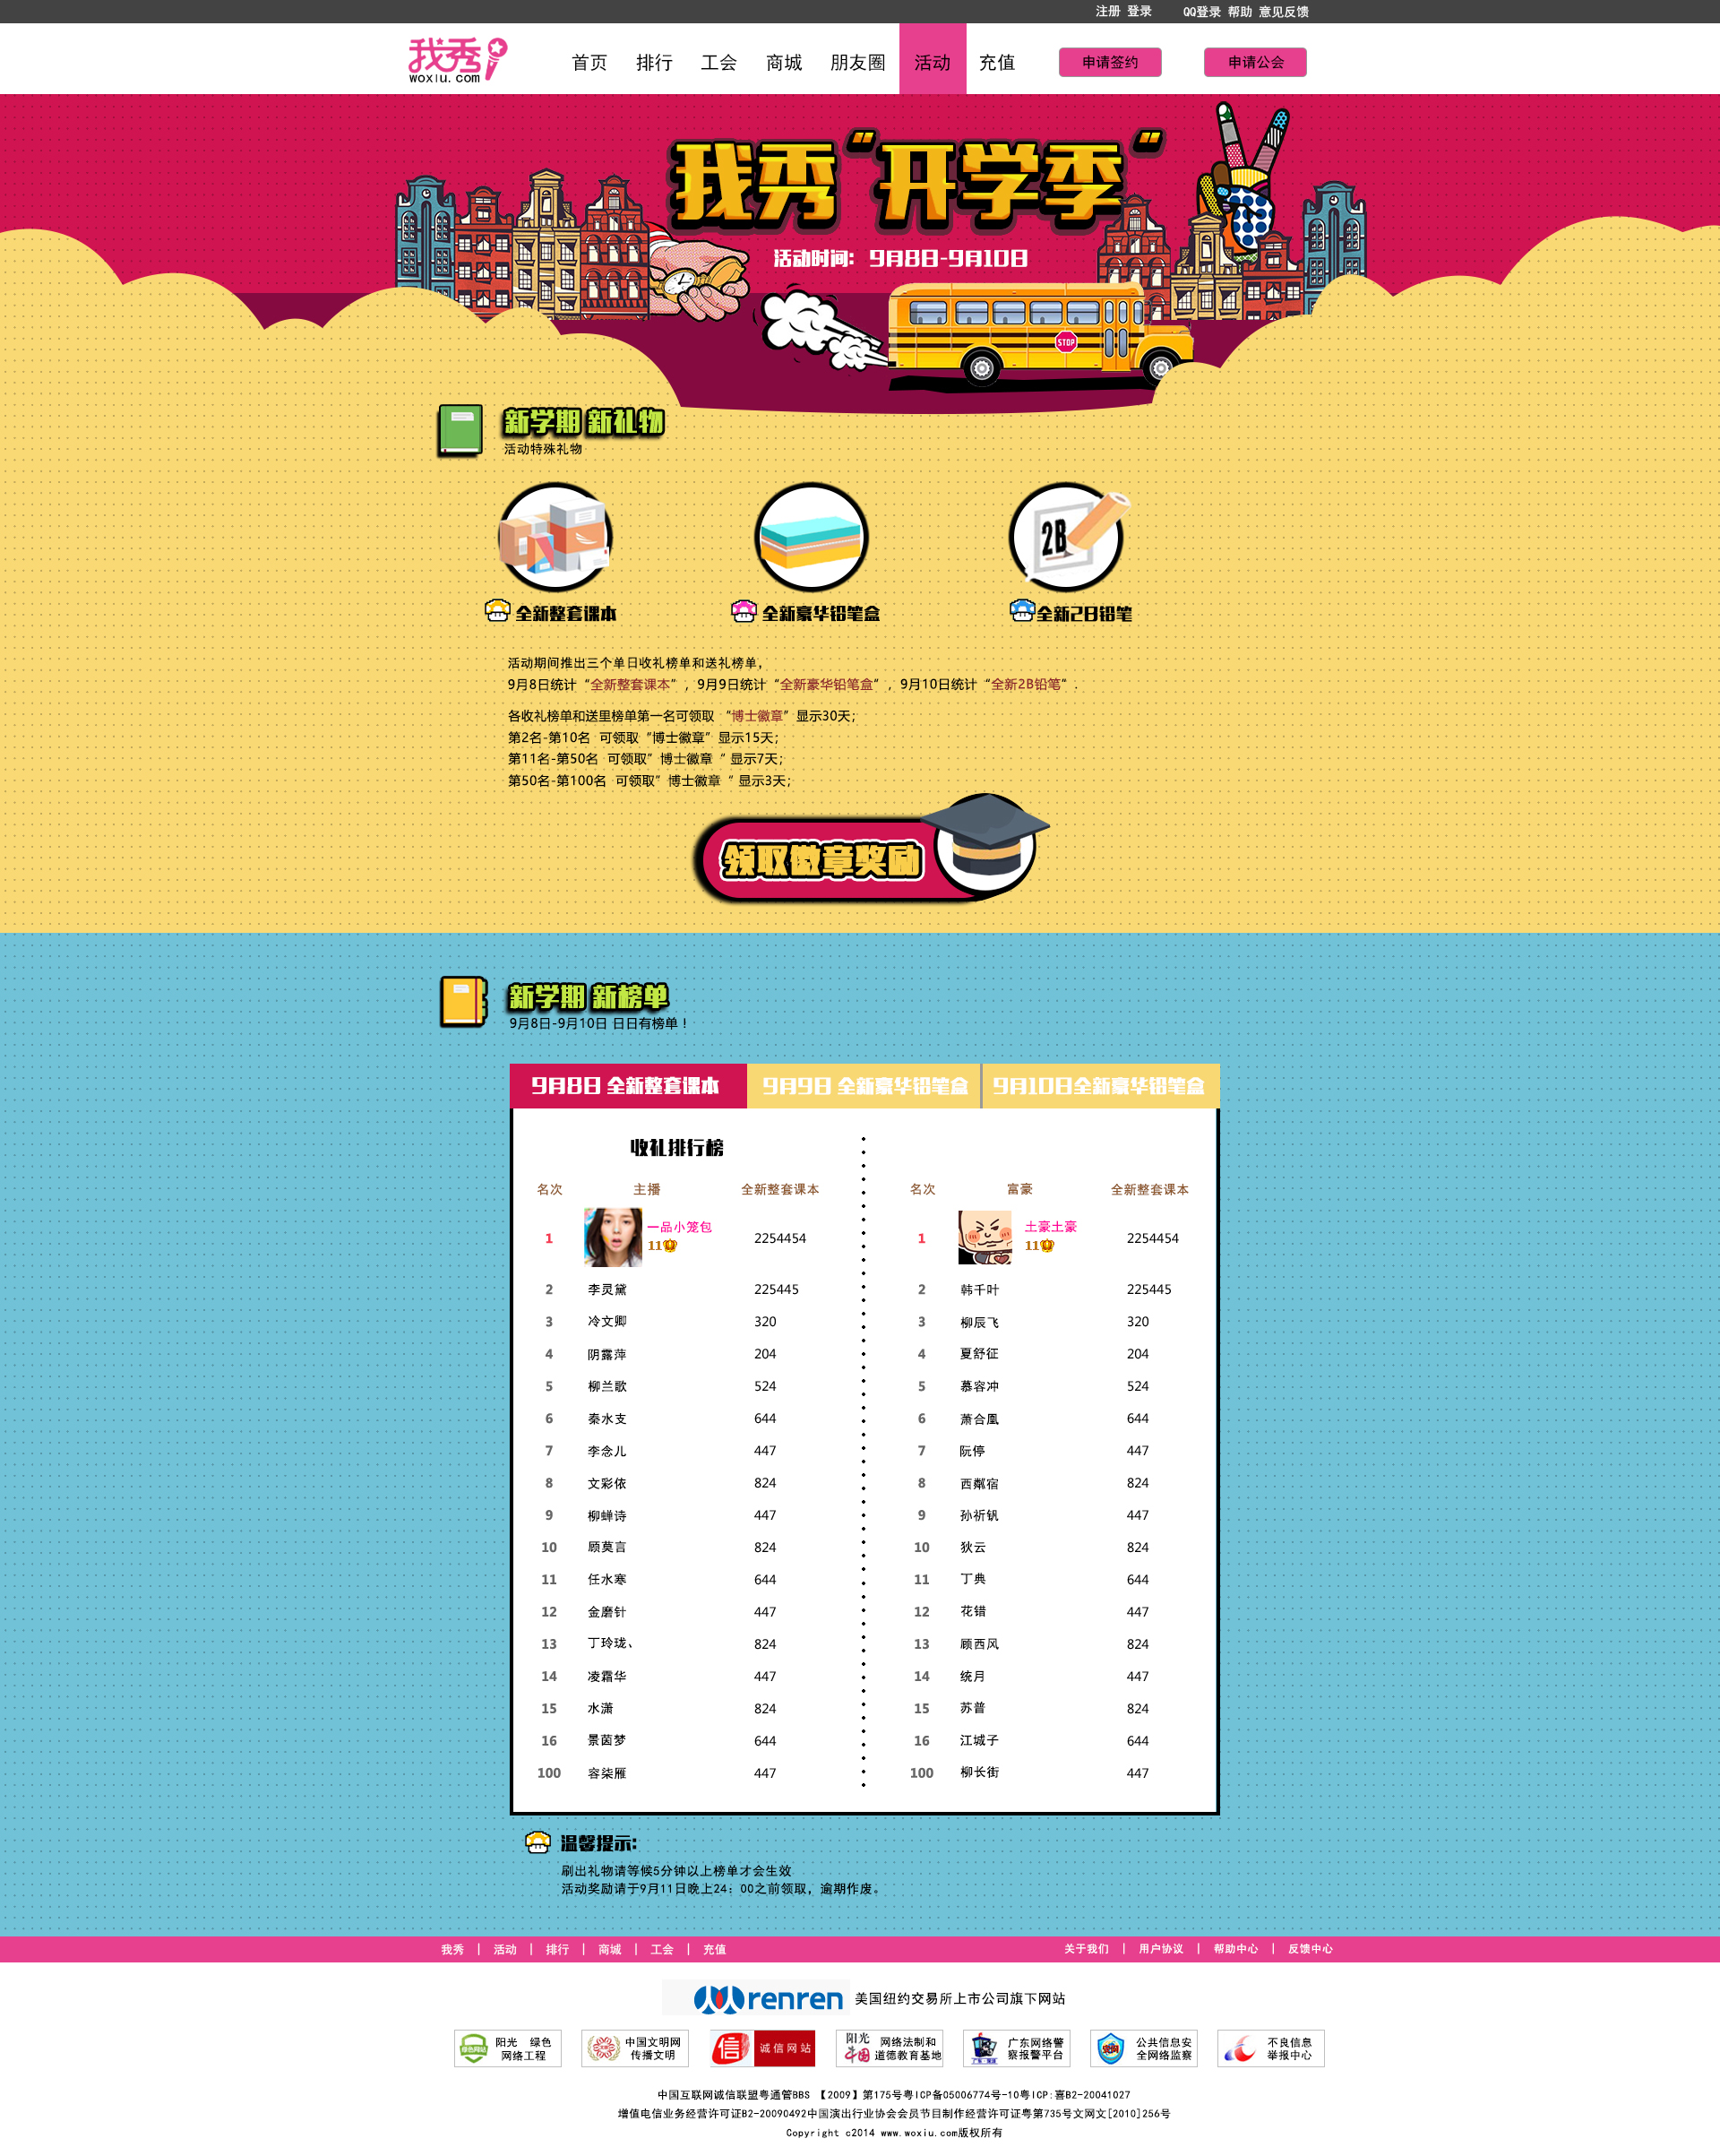 注册 登录 QQ登录 帮助 意见反馈
我秀 woxiu.com
首页 排行 工会 商城 朋友圈 活动 充值 申请签约 申请公会
我秀“开学季“
活动时间：9月8日-9月10日
STOP
新学期 新礼物
活动特殊礼物
2B
全新整套课本 全新豪华铅笔盒 全新2B铅笔
活动期间推出三个单日收礼榜单和送礼榜单，
9月8日统计“全新整套课本”，9月9日统计“全新豪华铅笔盒”，9月10日统计“全新2B铅笔“.
各收礼榜单和送里榜单第一名可领取 “博士徽章”显示30天；
第2名-第10名 可领取“博士徽章”显示15天；
第11名-第50名 可领取”博士徽章“显示7天；
第50名-第100名 可领取”博士徽章“显示3天；
领取徽章奖励
新学期 新榜单
9月8日-9月10日 日日有榜单！
9月8日 全新整套课本 9月9日 全新豪华铅笔盒 9月10日全新豪华铅笔盒
收礼排行榜
名次 主播 全新整套课本 名次 富豪 全新整套课本
1 一品小笼包 11 2254454 1 土豪土豪 11 2254454
2 李灵黛 225445 2 韩千叶 225445
3 冷文卿 320 3 柳辰飞 320
4 阴露萍 204 4 夏舒征 204
5 柳兰歌 524 5 慕容冲 524
6 秦水支 644 6 萧合凰 644
7 李念儿 447 7 阮停 447
8 文彩依 824 8 西粼宿 824
9 柳蝉诗 447 9 孙祈钒 447
10 顾莫言 824 10 狄云 824
11 任水寒 644 11 丁典 644
12 金磨针 447 12 花错 447
13 丁玲珑、 824 13 顾西风 824
14 凌霜华 447 14 统月 447
15 水潇 824 15 苏普 824
16 景茵梦 644 16 江城子 644
100 容柒雁 447 100 柳长街 447
温馨提示：
刷出礼物请等候5分钟以上榜单才会生效
活动奖励请于9月11日晚上24：00之前领取，逾期作废。
我秀 | 活动 | 排行 | 商城 | 工会 | 充值 关于我们 | 用户协议 | 帮助中心 | 反馈中心
renren 美国纽约交易所上市公司旗下网站
阳光 绿色 网络工程
中国文明网 传播文明
信 诚信网站
阳光中国 网络法制和道德教育基地
广东网络警察报警平台
公共信息安全网络监察
不良信息举报中心
中国互联网诚信联盟粤通管BBS 【2009】第175号粤ICP备05006774号-10粤ICP:喜B2-20041027
增值电信业务经营许可证B2-20090492中国演出行业协会会员节目制作经营许可证粤第735号文网文[2010]256号
Copyright c2014 www.woxiu.com版权所有